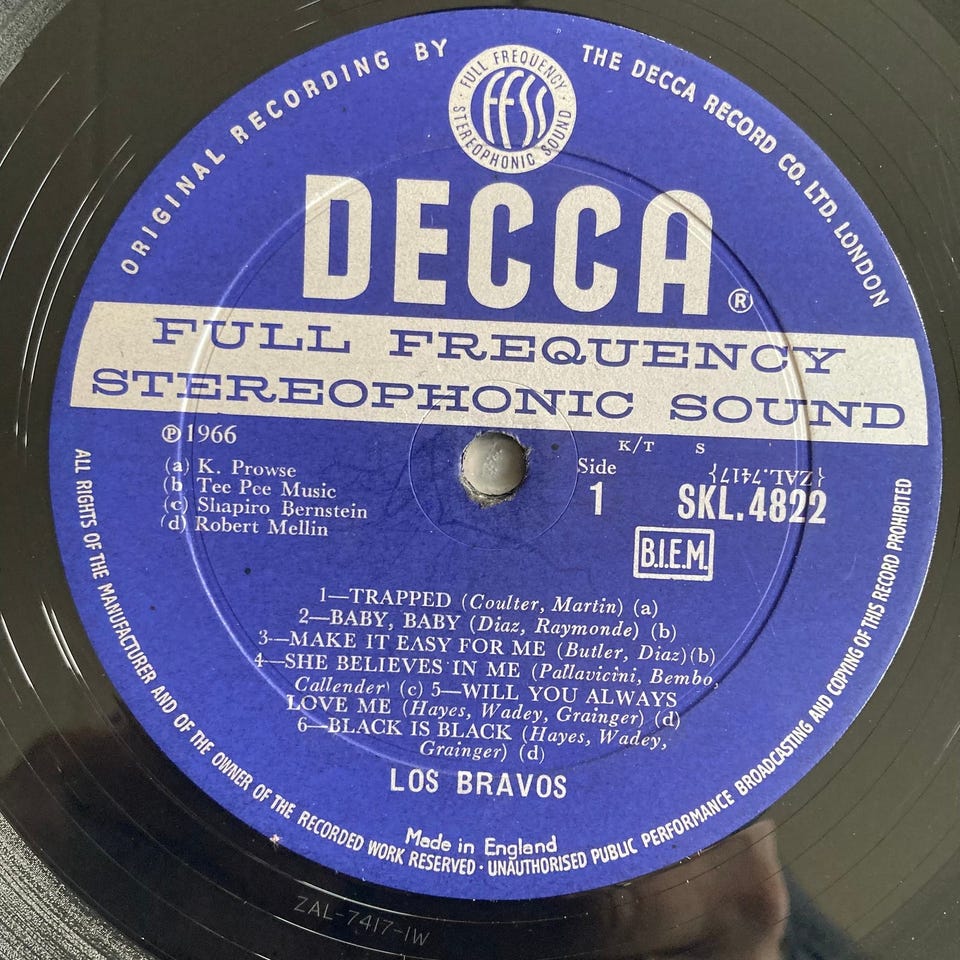 ORIGINAL RECORDING BY THE DECCA RECORD CO. LTD. LONDON
FULL FREQUENCY
ffss
STEREOPHONIC SOUND
DECCA
®
FULL FREQUENCY
STEREOPHONIC SOUND
℗1966
(a) K. Prowse
(b) Tee Pee Music
(c) Shapiro Bernstein
(d) Robert Mellin
K/T S
Side
1
{ZAL.7417}
SKL.4822
B.I.E.M.
1—TRAPPED (Coulter, Martin) (a)
2—BABY, BABY (Diaz, Raymonde) (b)
3—MAKE IT EASY FOR ME (Butler, Diaz)(b)
4—SHE BELIEVES IN ME (Pallavicini, Bembo,
Callender) (c) 5—WILL YOU ALWAYS
LOVE ME (Hayes, Wadey, Grainger) (d)
6—BLACK IS BLACK (Hayes, Wadey,
Grainger) (d)
LOS BRAVOS
Made in England
ALL RIGHTS OF THE MANUFACTURER AND OF THE OWNER OF THE RECORDED WORK RESERVED · UNAUTHORISED PUBLIC PERFORMANCE BROADCASTING AND COPYING OF THIS RECORD PROHIBITED
ZAL-7417-1W